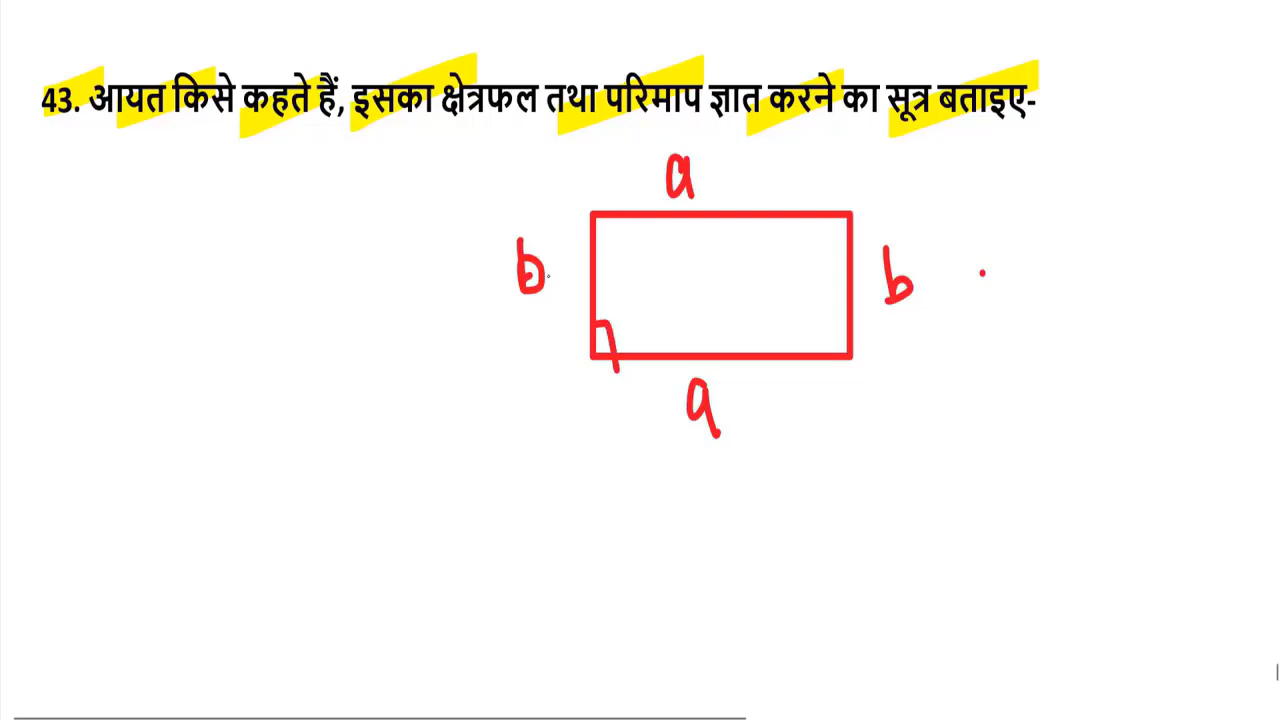 43. आयत किसे कहते हैं, इसका क्षेत्रफल तथा परिमाप ज्ञात करने का सूत्र बताइए-
a
b b
a